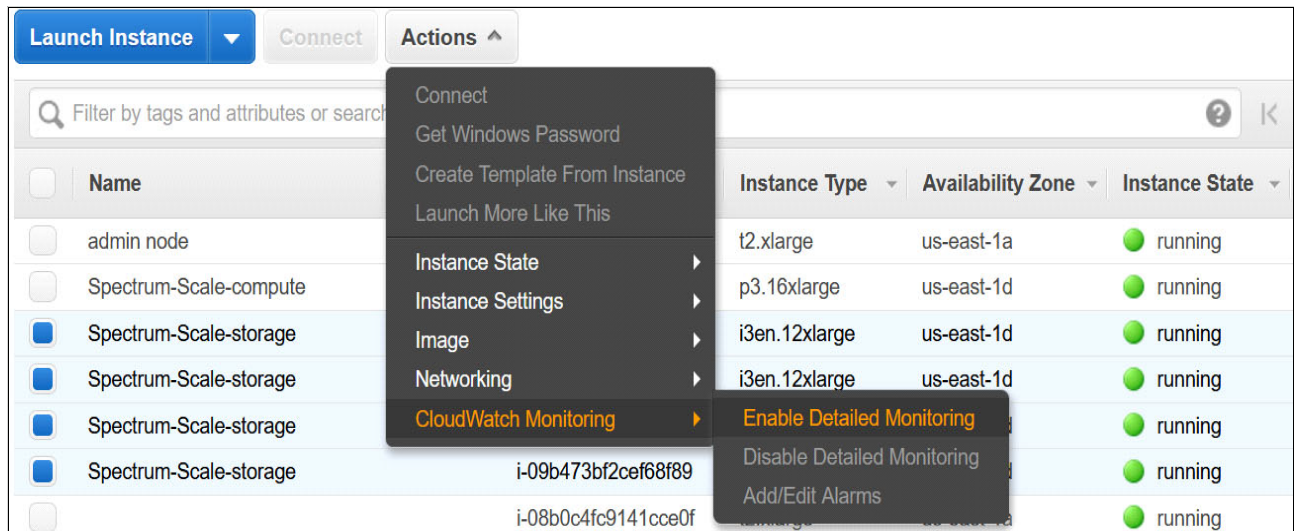 Launch Instance Connect Actions
Filter by tags and attributes or search
Connect
Get Windows Password
Create Template From Instance
Launch More Like This
Instance State
Instance Settings
Image
Networking
CloudWatch Monitoring
Enable Detailed Monitoring
Disable Detailed Monitoring
Add/Edit Alarms
Name Instance Type Availability Zone Instance State
admin node t2.xlarge us-east-1a running
Spectrum-Scale-compute p3.16xlarge us-east-1d running
Spectrum-Scale-storage i3en.12xlarge us-east-1d running
Spectrum-Scale-storage i3en.12xlarge us-east-1d running
Spectrum-Scale-storage running
Spectrum-Scale-storage i-09b473bf2cef68f89 running
i-08b0c4fc9141cce0f running